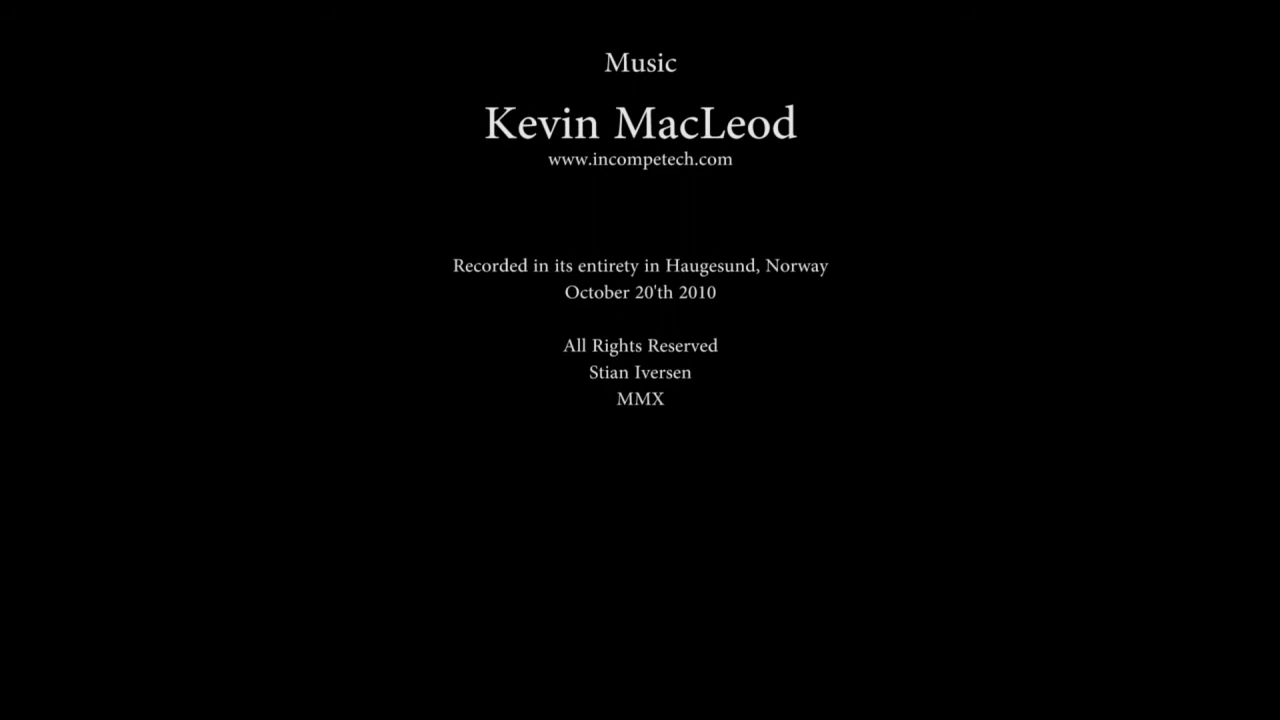 Music
Kevin MacLeod
www.incompetech.com
Recorded in its entirety in Haugesund, Norway
October 20'th 2010
All Rights Reserved
Stian Iversen
MMX